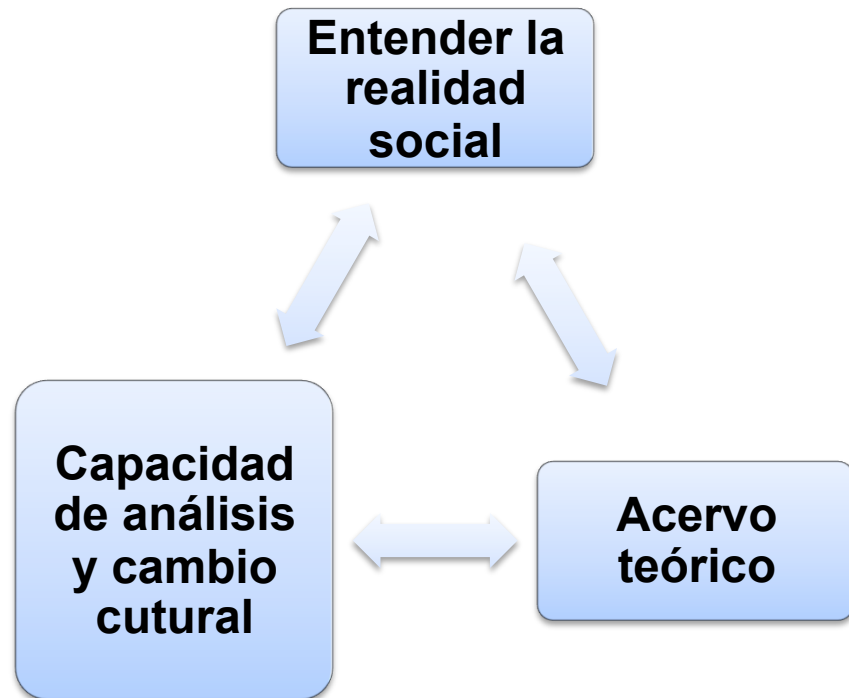 Entender la
realidad
social
Capacidad
de análisis
y cambio
cutural
Acervo
teórico